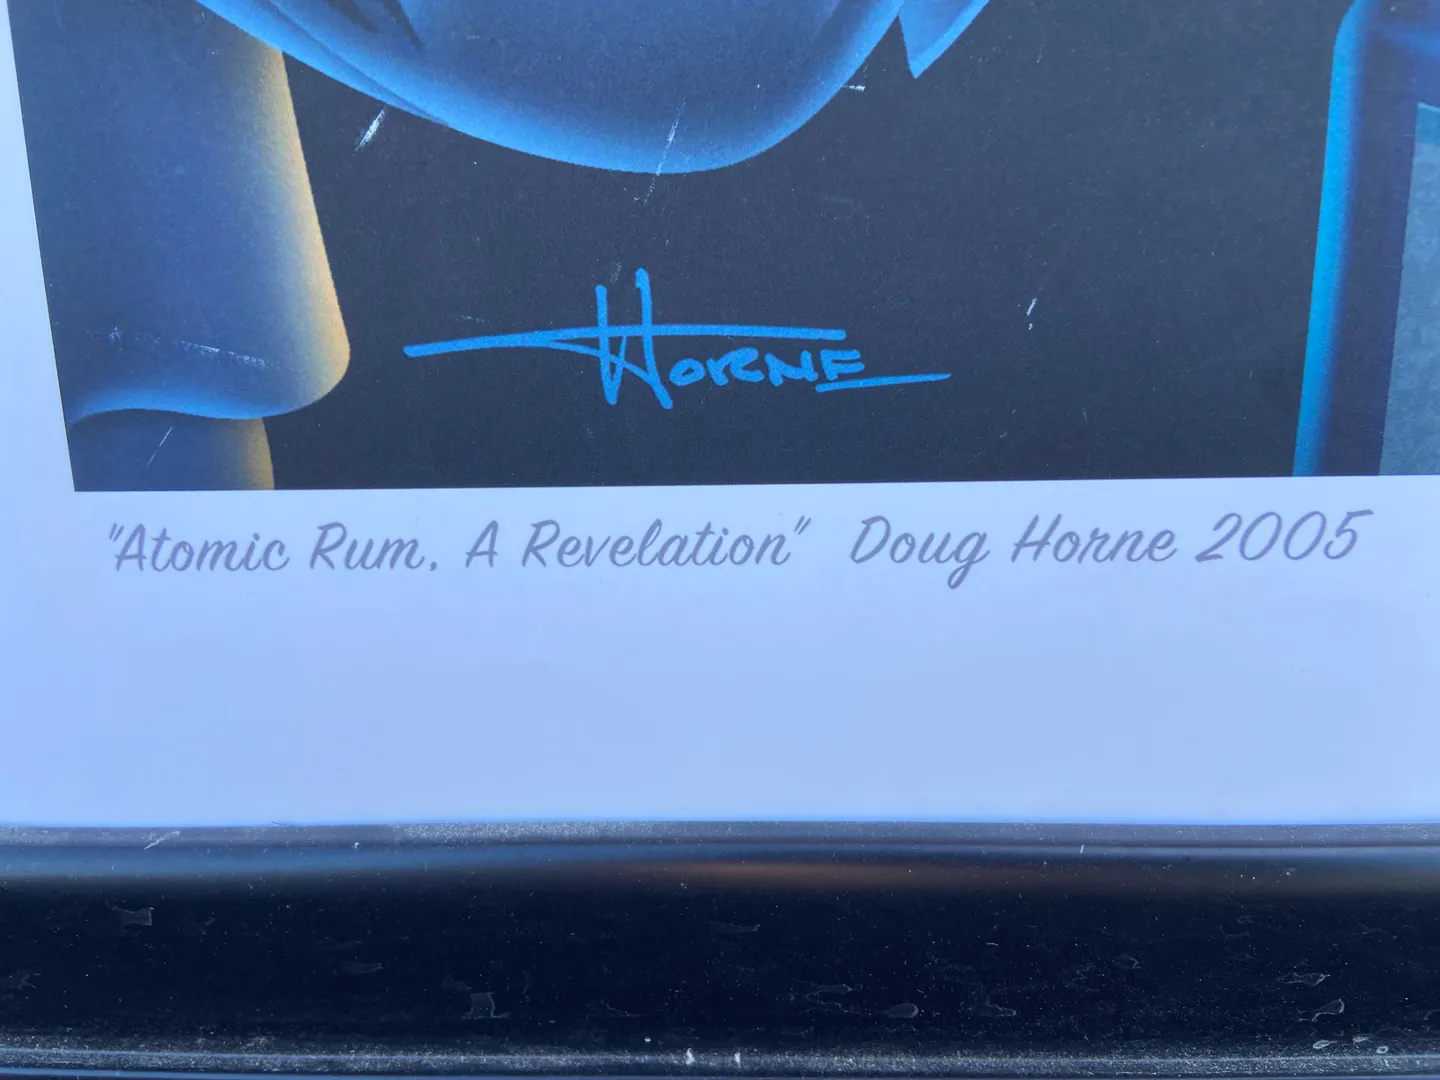 HORNE
"Atomic Rum, A Revelation" Doug Horne 2005